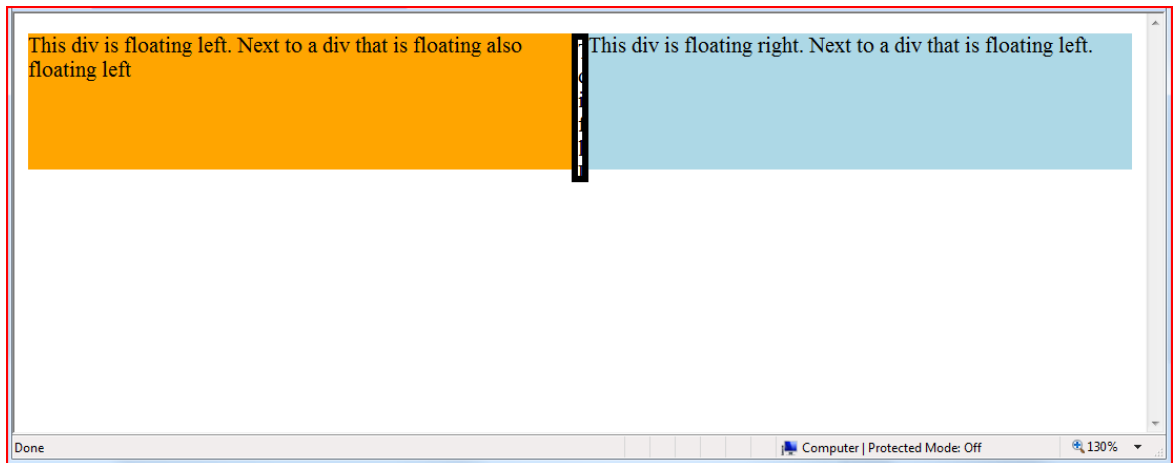 This div is floating left. Next to a div that is floating also
floating left
This div is floating right. Next to a div that is floating left.
Done
Computer | Protected Mode: Off
130%